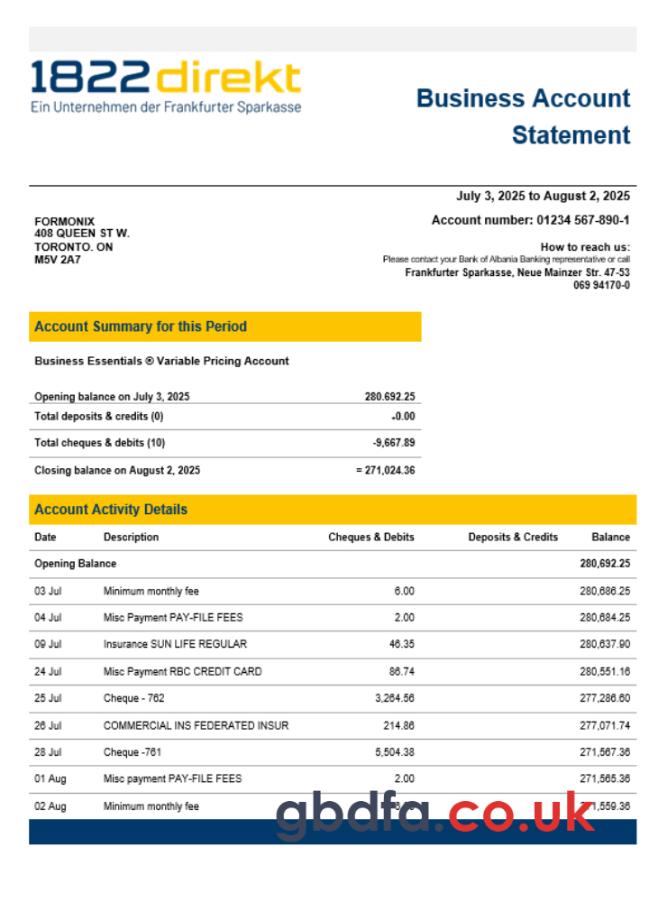 1822direkt
Ein Unternehmen der Frankfurter Sparkasse
Business Account
Statement
July 3, 2025 to August 2, 2025
Account number: 01234 567-890-1
FORMONIX
408 QUEEN ST W.
TORONTO. ON
M5V 2A7
How to reach us:
Please contact your Bank of Albania Banking representative or call
Frankfurter Sparkasse, Neue Mainzer Str. 47-53
069 94170-0
Account Summary for this Period
Business Essentials ® Variable Pricing Account
Opening balance on July 3, 2025 280.692.25
Total deposits & credits (0) -0.00
Total cheques & debits (10) -9,667.89
Closing balance on August 2, 2025 = 271,024.36
Account Activity Details
Date Description Cheques & Debits Deposits & Credits Balance
Opening Balance 280,692.25
03 Jul Minimum monthly fee 6.00 280,686.25
04 Jul Misc Payment PAY-FILE FEES 2.00 280,684.25
09 Jul Insurance SUN LIFE REGULAR 46.35 280,637.90
24 Jul Misc Payment RBC CREDIT CARD 86.74 280,551.16
25 Jul Cheque - 762 3,264.56 277,286.60
26 Jul COMMERCIAL INS FEDERATED INSUR 214.86 277,071.74
28 Jul Cheque -761 5,504.38 271,567.36
01 Aug Misc payment PAY-FILE FEES 2.00 271,565.36
02 Aug Minimum monthly fee
gbdfa.co.uk